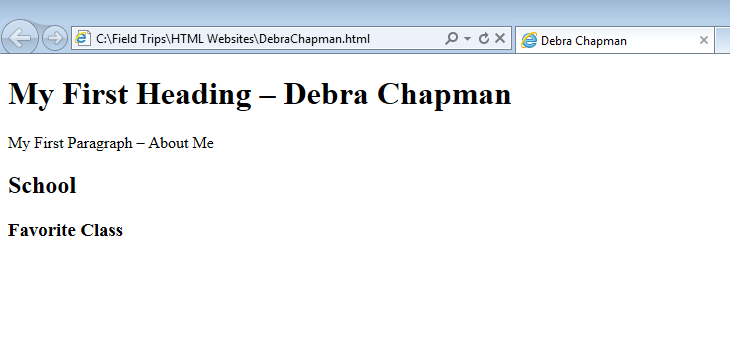 C:\Field Trips\HTML Websites\DebraChapman.html
Debra Chapman
My First Heading – Debra Chapman
My First Paragraph – About Me
School
Favorite Class